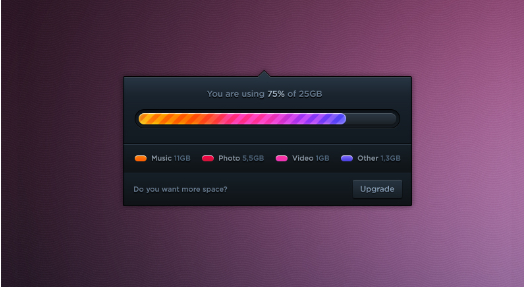 You are using 75% of 25GB
Music 11GB Photo 5,5GB Video 1GB Other 1,3GB
Do you want more space? Upgrade